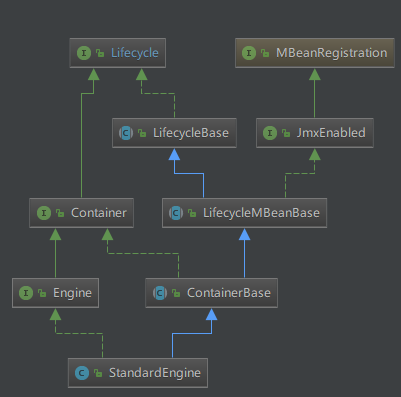 I Lifecycle
I MBeanRegistration
C LifecycleBase
I JmxEnabled
I Container
C LifecycleMBeanBase
I Engine
C ContainerBase
C StandardEngine